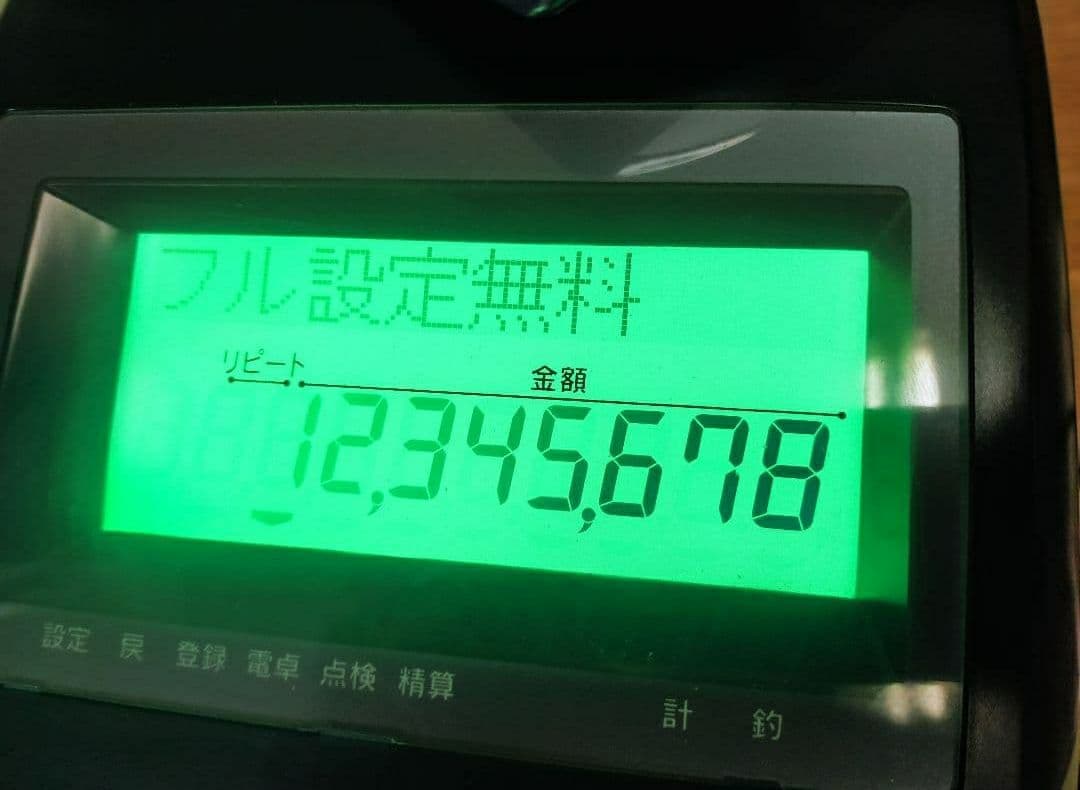 フル設定無料
リピート 金額
12,345,678
設定 戻 登録 電卓 点検 精算 計 釣